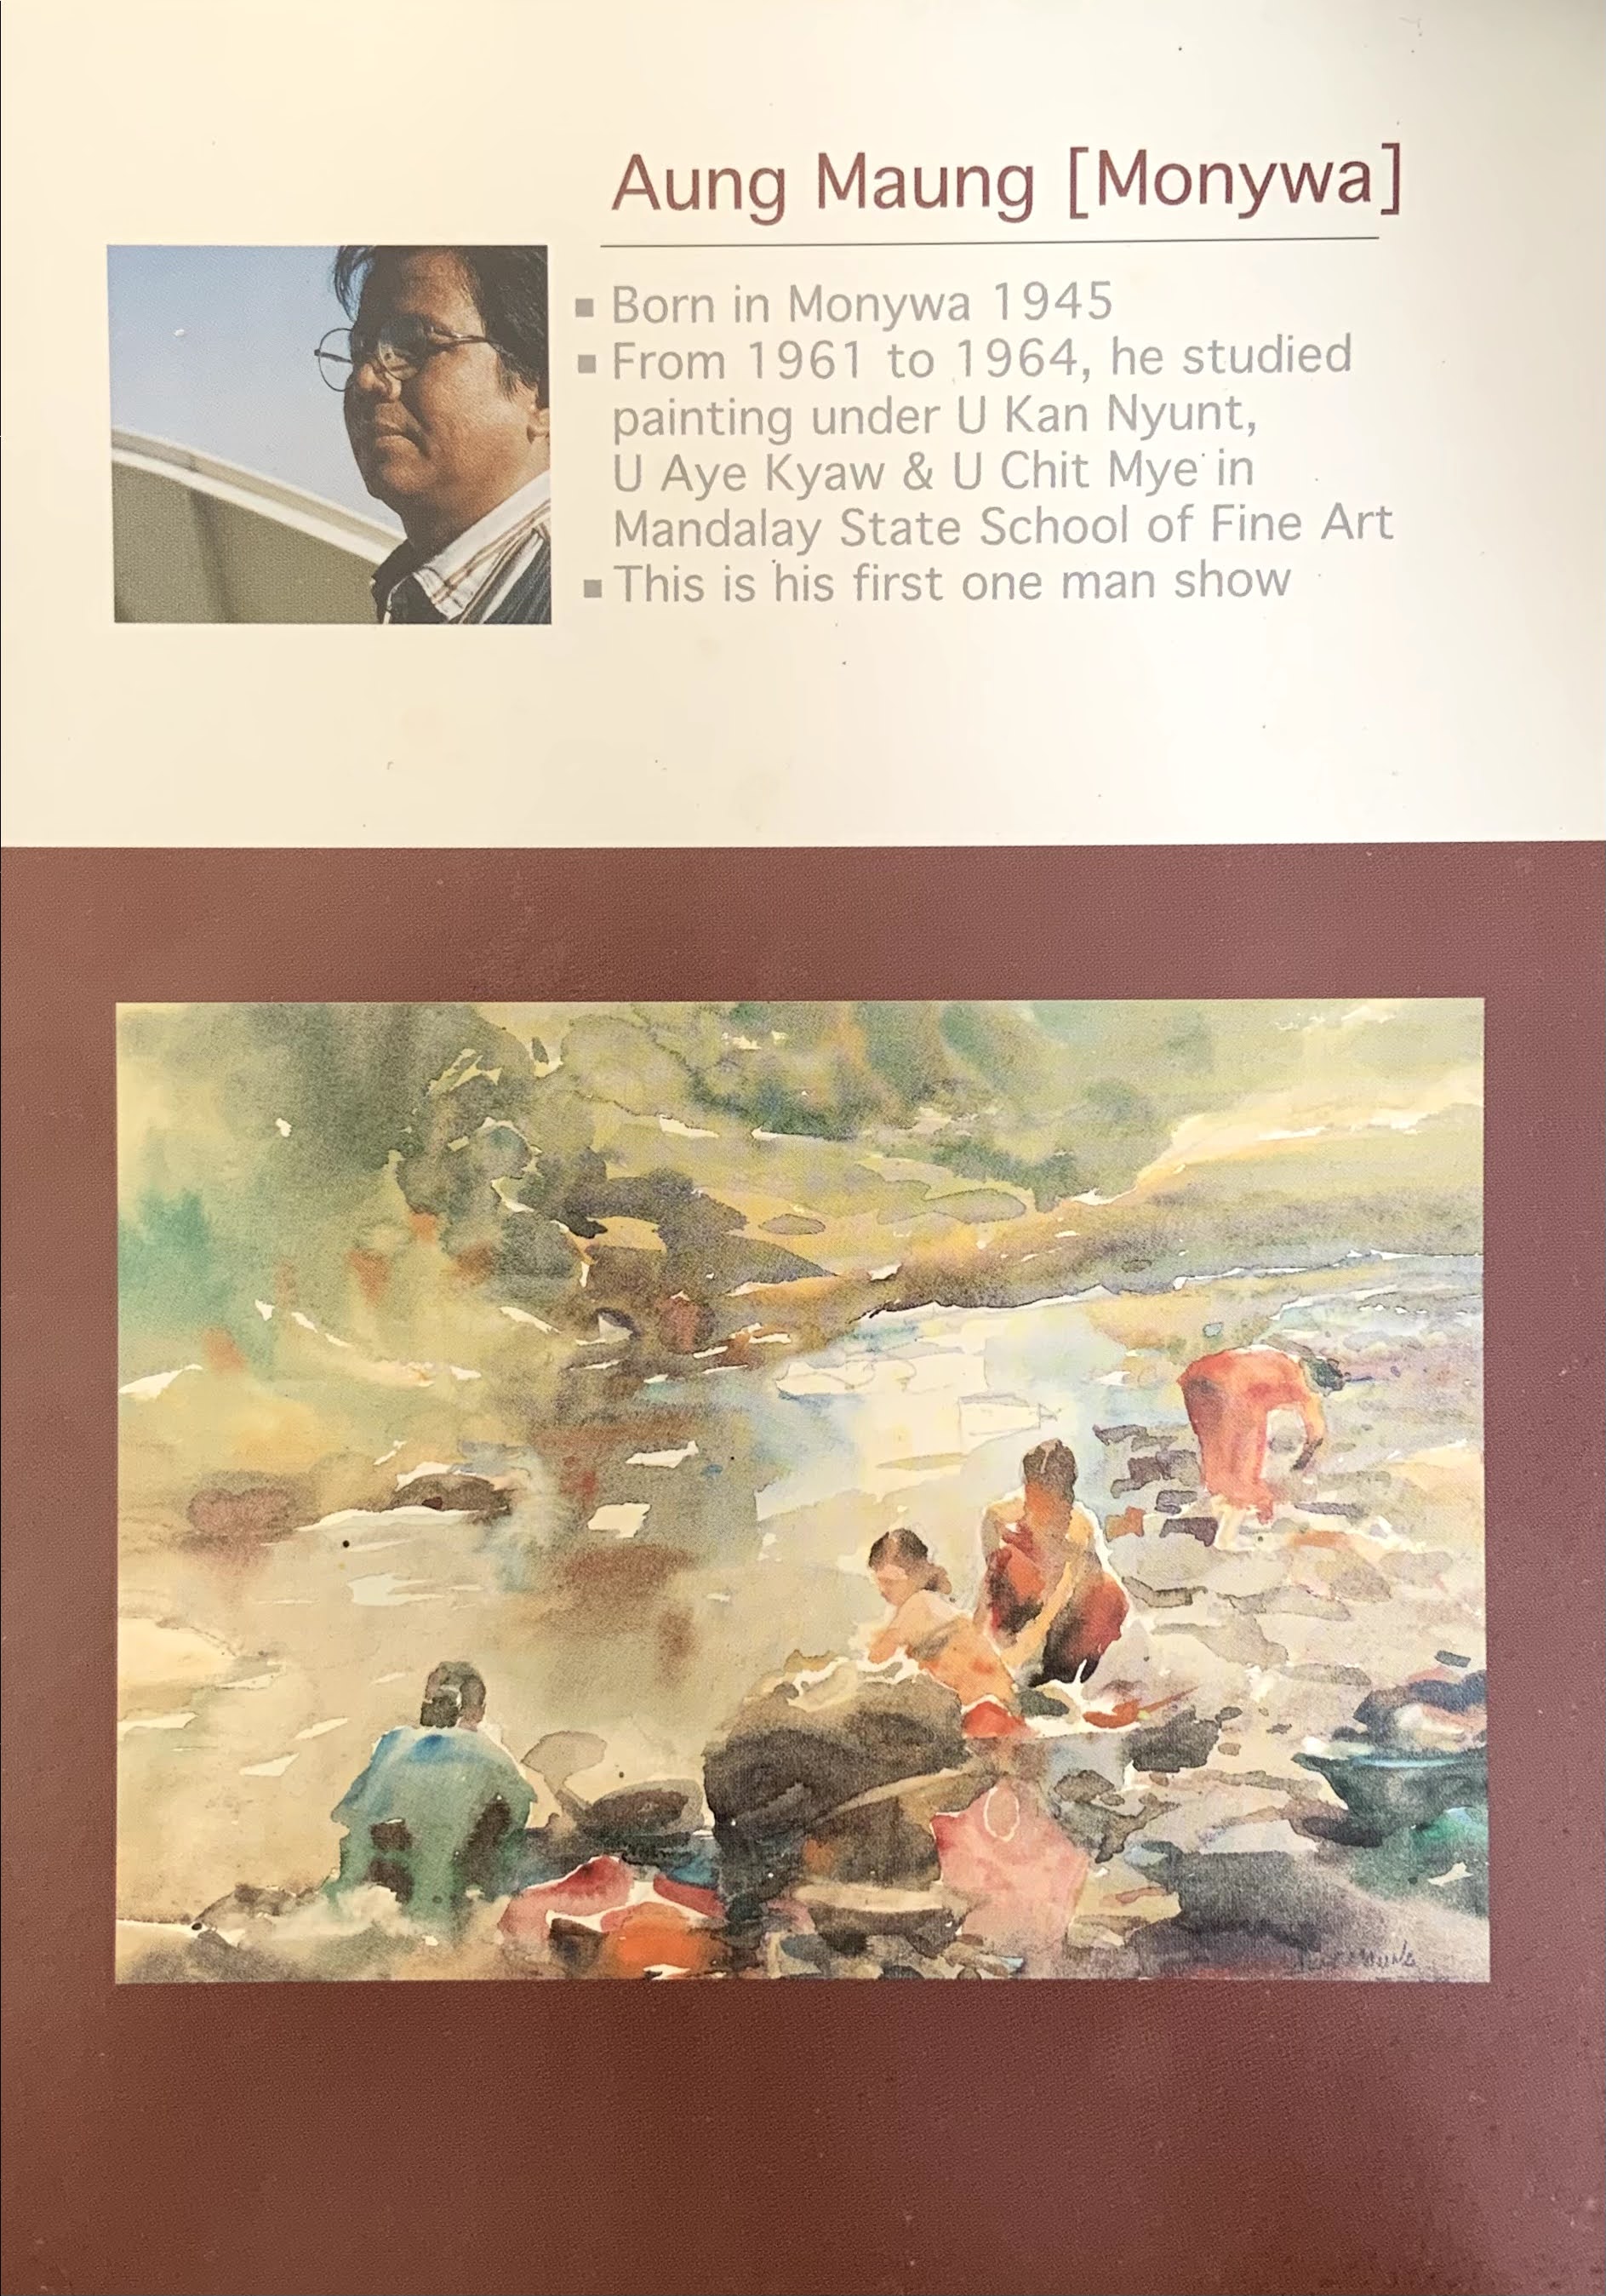 Aung Maung [Monywa]
▪ Born in Monywa 1945
▪ From 1961 to 1964, he studied
painting under U Kan Nyunt,
U Aye Kyaw & U Chit Mye in
Mandalay State School of Fine Art
▪ This is his first one man show